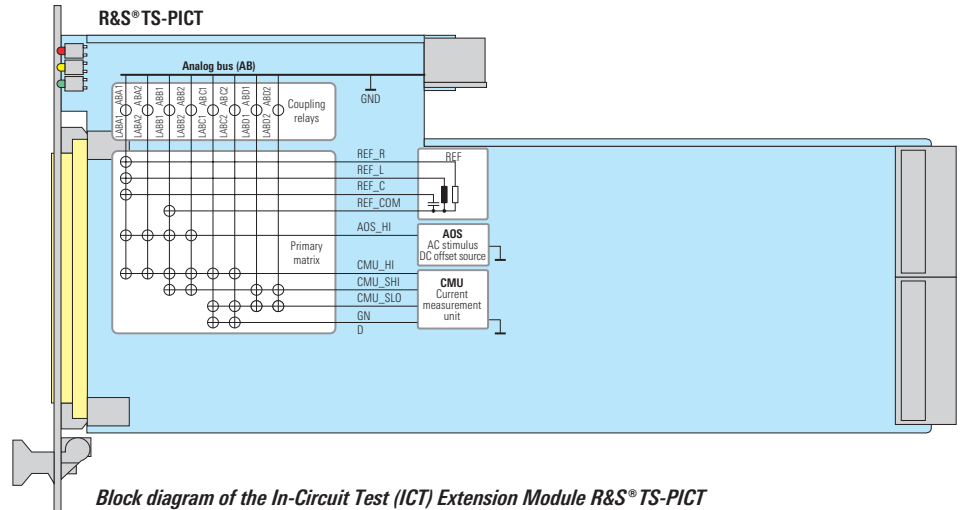 R&S® TS-PICT
Analog bus (AB)
GND
ABA1
ABA2
ABB1
ABB2
ABC1
ABC2
ABD1
ABD2
LABA1
LABA2
LABB1
LABB2
LABC1
LABC2
LABD1
LABD2
Coupling
relays
REF_R
REF_L
REF_C
REF_COM
REF
AOS_HI
AOS
AC stimulus
DC offset source
Primary
matrix
CMU_HI
CMU_SHI
CMU_SLO
GN
D
CMU
Current
measurement
unit
Block diagram of the In-Circuit Test (ICT) Extension Module R&S® TS-PICT